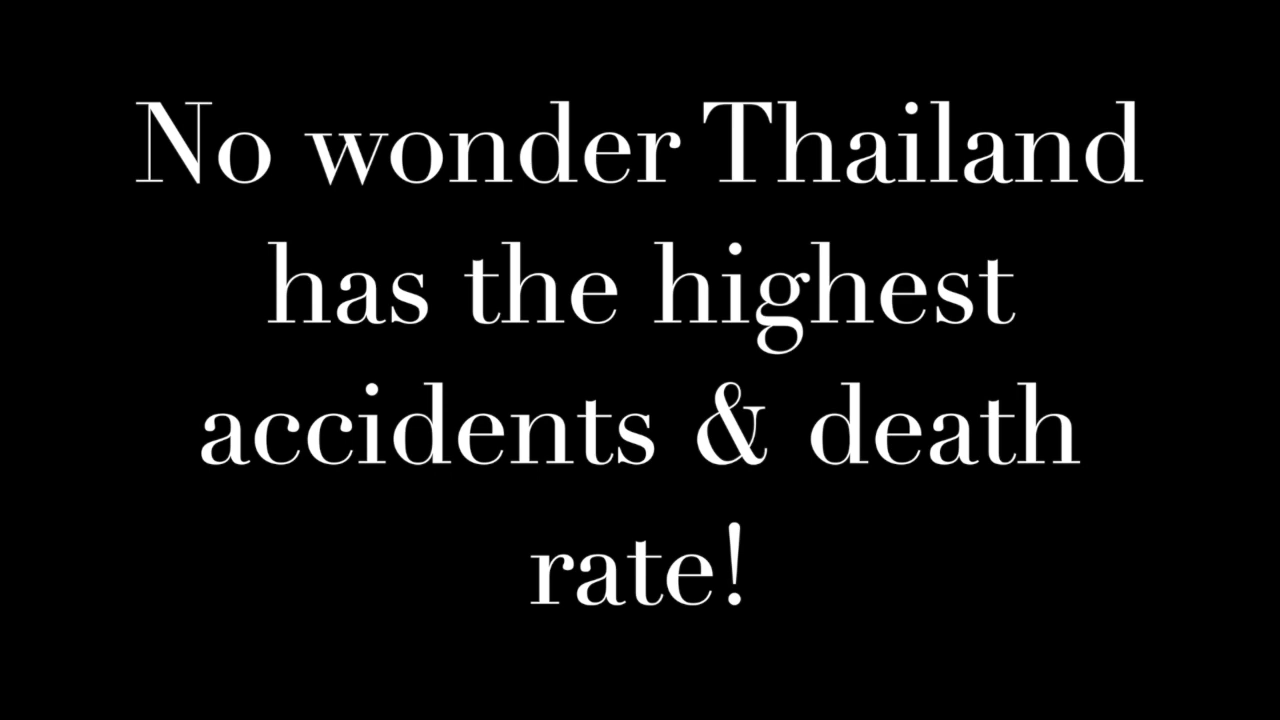 No wonder Thailand
has the highest
accidents & death
rate!